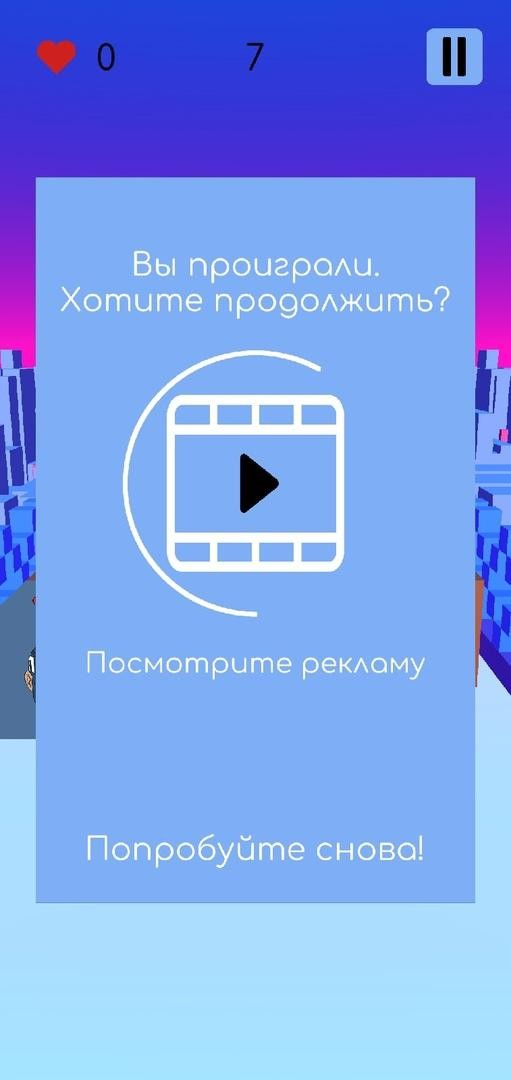 0 7
Вы проиграли.
Хотите продолжить?
Посмотрите рекламу
Попробуйте снова!